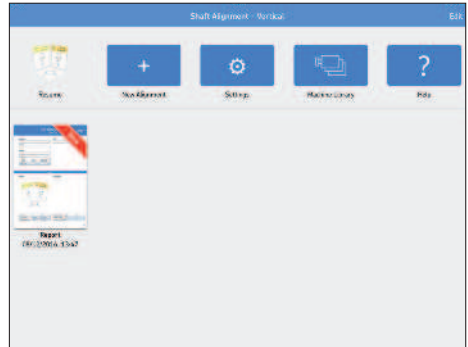 Shaft Alignment - Vertical
Edit
Resume
New Alignment
Settings
Machine Library
Help
Report